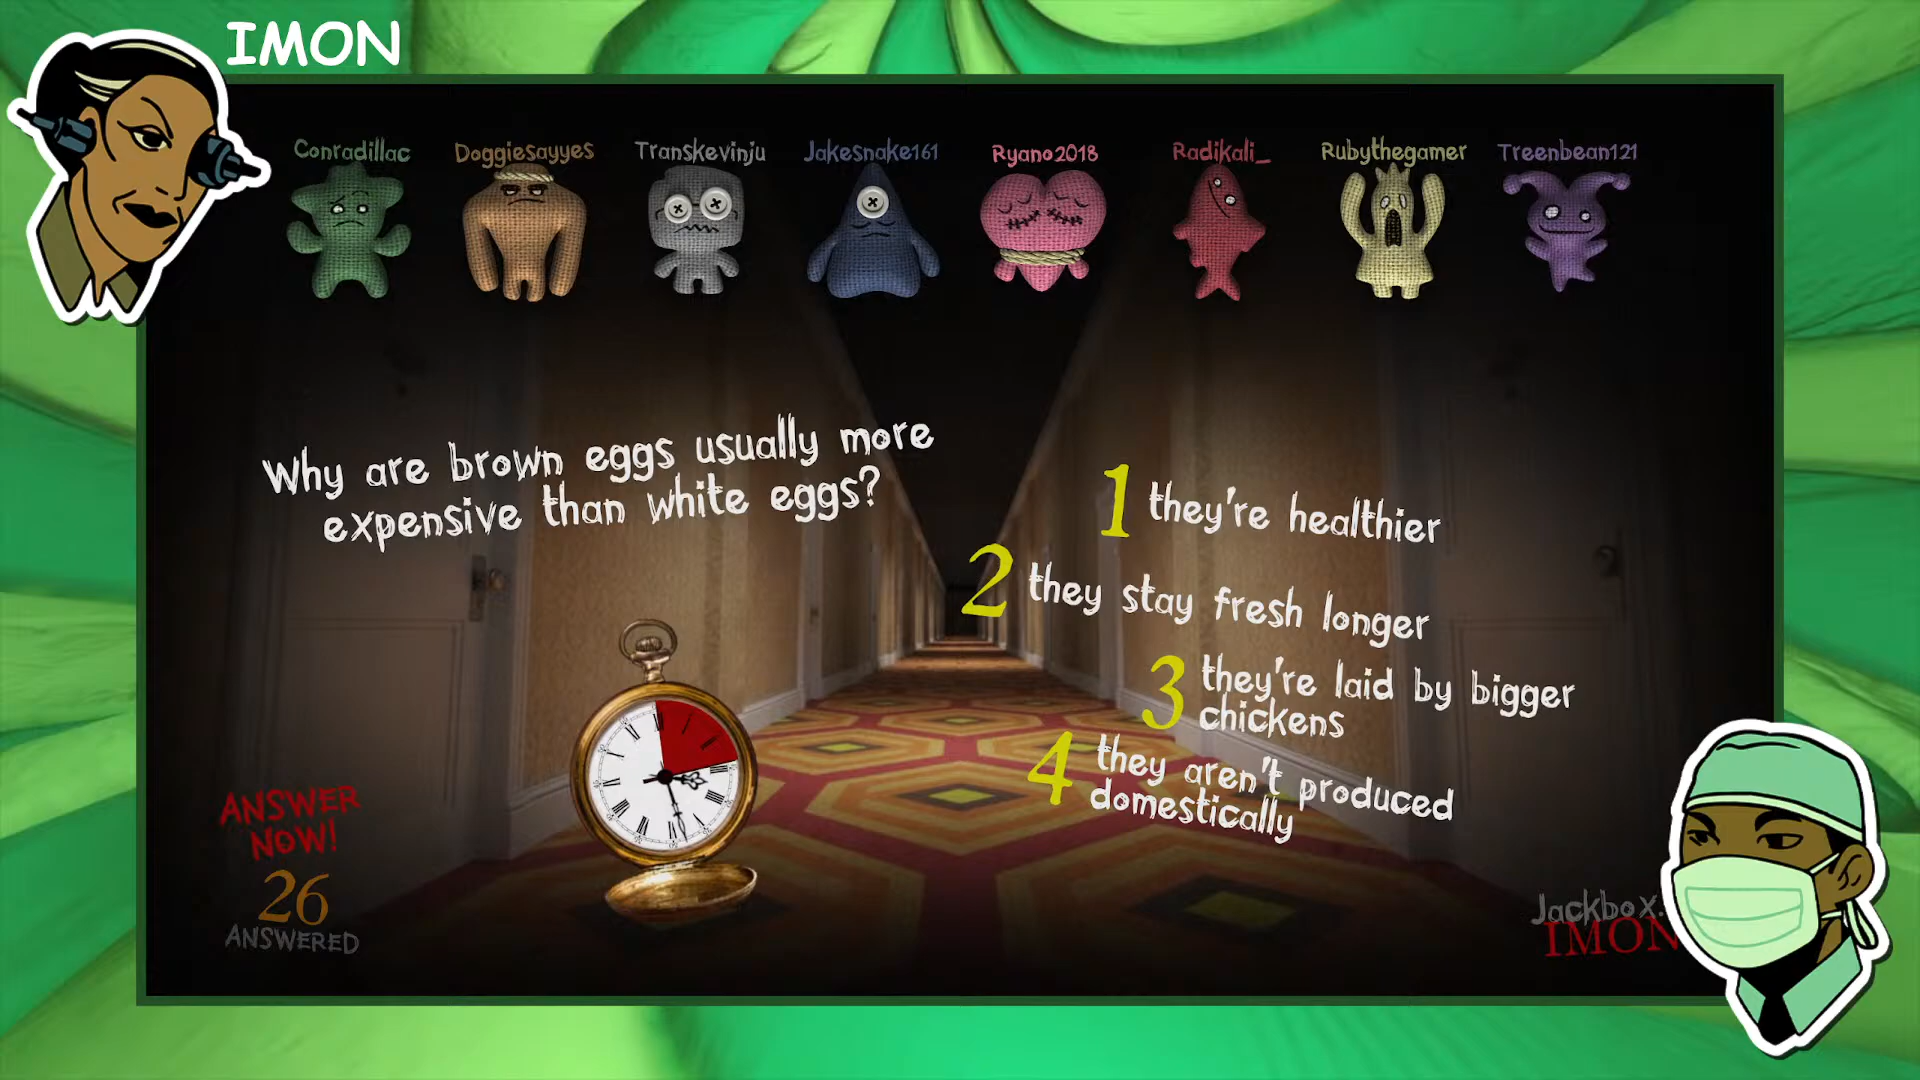 IMON
Conradillac
Doggiesayyes
Transkevinju
Jakesnake161
Ryano2018
Radikali_
Rubythegamer
Treenbean121
Why are brown eggs usually more
expensive than white eggs?
1 they're healthier
2 they stay fresh longer
3 they're laid by bigger
chickens
4 they aren't produced
domestically
ANSWER
NOW!
26
ANSWERED
Jackbox.
IMON